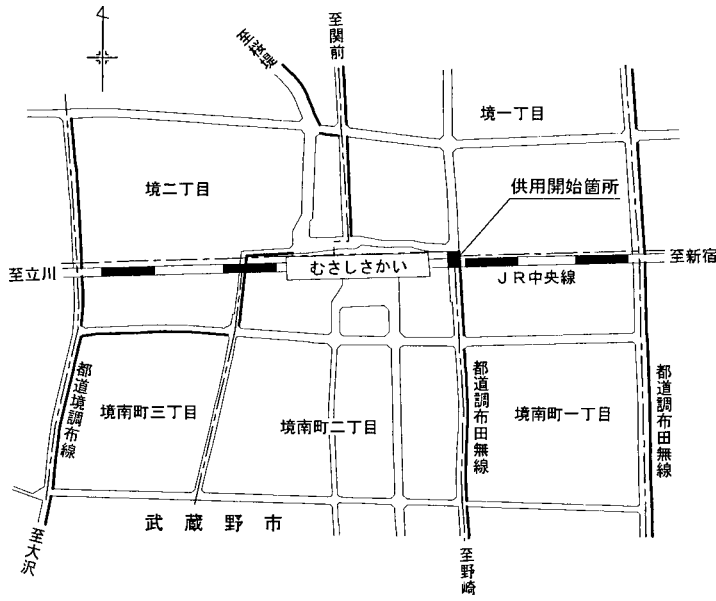 至関前
至桜堤
境一丁目
境二丁目
供用開始箇所
至立川
むさしさかい
JR中央線
至新宿
都道境調布線
境南町三丁目
境南町二丁目
都道調布田無線
境南町一丁目
都道調布田無線
武蔵野市
至大沢
至野崎